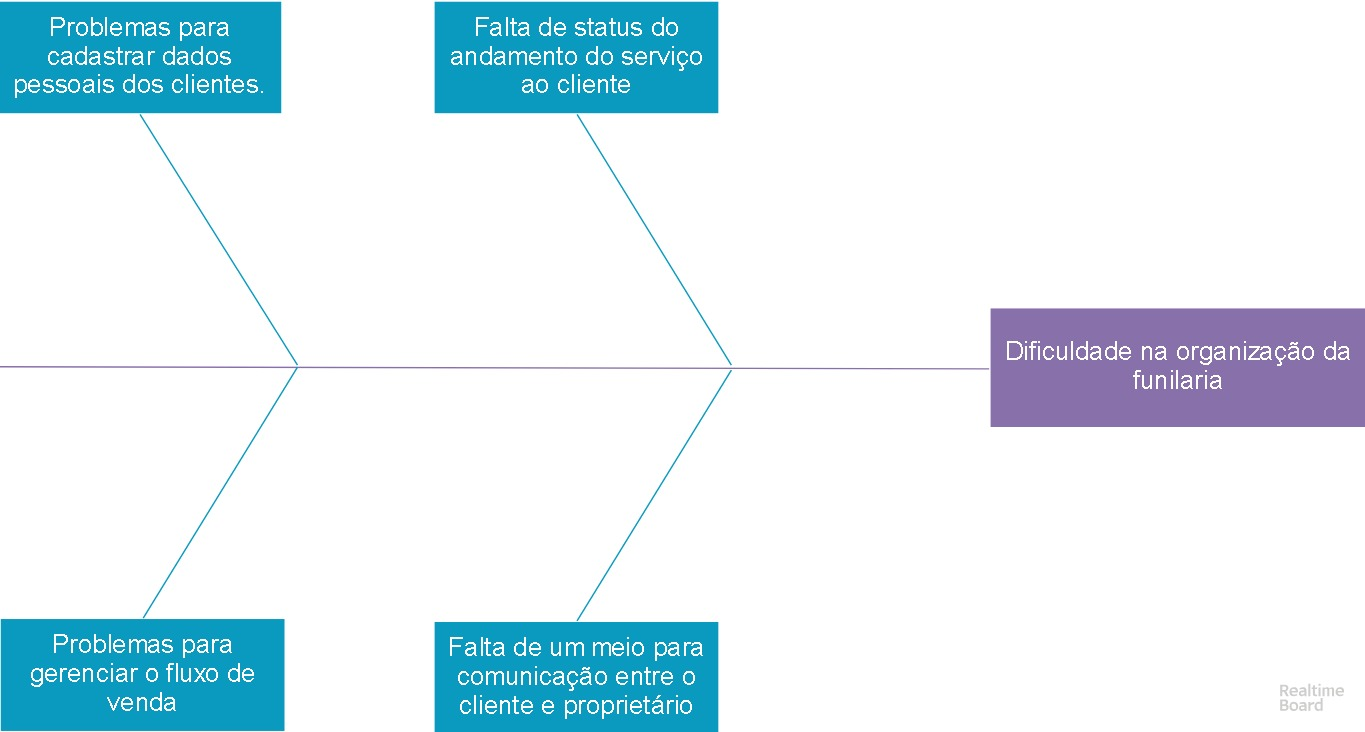 Problemas para
cadastrar dados
pessoais dos clientes.
Falta de status do
andamento do serviço
ao cliente
Dificuldade na organização da
funilaria
Problemas para
gerenciar o fluxo de
venda
Falta de um meio para
comunicação entre o
cliente e proprietário
Realtime
Board